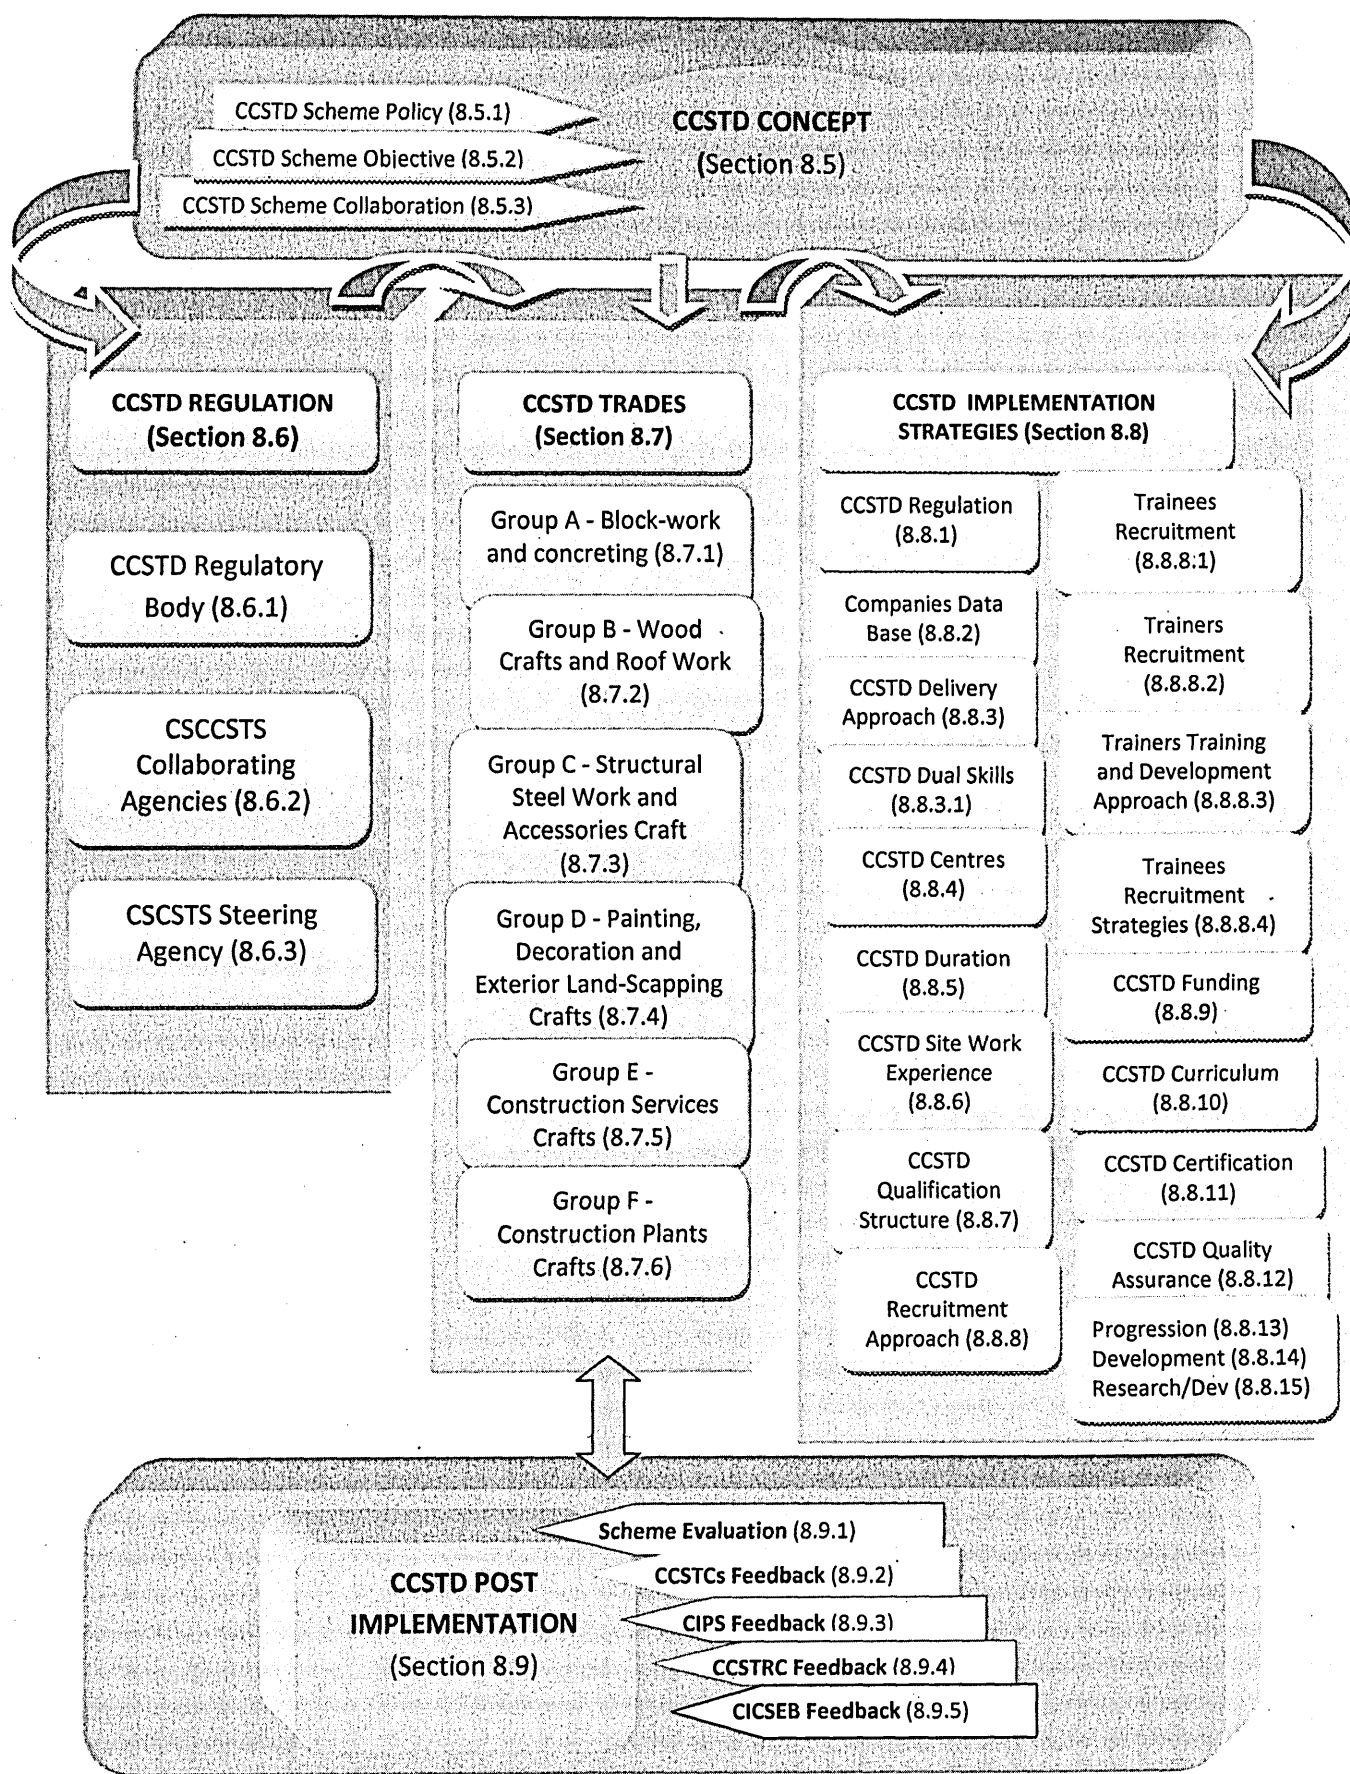 CCSTD Scheme Policy (8.5.1)
CCSTD Scheme Objective (8.5.2)
CCSTD Scheme Collaboration (8.5.3)
CCSTD CONCEPT
(Section 8.5)
CCSTD REGULATION
(Section 8.6)
CCSTD Regulatory
Body (8.6.1)
CSCCSTS
Collaborating
Agencies (8.6.2)
CSCSTS Steering
Agency (8.6.3)
CCSTD TRADES
(Section 8.7)
Group A - Block-work
and concreting (8.7.1)
Group B - Wood
Crafts and Roof Work
(8.7.2)
Group C - Structural
Steel Work and
Accessories Craft
(8.7.3)
Group D - Painting,
Decoration and
Exterior Land-Scapping
Crafts (8.7.4)
Group E -
Construction Services
Crafts (8.7.5)
Group F -
Construction Plants
Crafts (8.7.6)
CCSTD IMPLEMENTATION
STRATEGIES (Section 8.8)
CCSTD Regulation
(8.8.1)
Companies Data
Base (8.8.2)
CCSTD Delivery
Approach (8.8.3)
CCSTD Dual Skills
(8.8.3.1)
CCSTD Centres
(8.8.4)
CCSTD Duration
(8.8.5)
CCSTD Site Work
Experience
(8.8.6)
CCSTD
Qualification
Structure (8.8.7)
CCSTD
Recruitment
Approach (8.8.8)
Trainees
Recruitment
(8.8.8.1)
Trainers
Recruitment
(8.8.8.2)
Trainers Training
and Development
Approach (8.8.8.3)
Trainees
Recruitment
Strategies (8.8.8.4)
CCSTD Funding
(8.8.9)
CCSTD Curriculum
(8.8.10)
CCSTD Certification
(8.8.11)
CCSTD Quality
Assurance (8.8.12)
Progression (8.8.13)
Development (8.8.14)
Research/Dev (8.8.15)
CCSTD POST
IMPLEMENTATION
(Section 8.9)
Scheme Evaluation (8.9.1)
CCSTCs Feedback (8.9.2)
CIPS Feedback (8.9.3)
CCSTRC Feedback (8.9.4)
CICSEB Feedback (8.9.5)